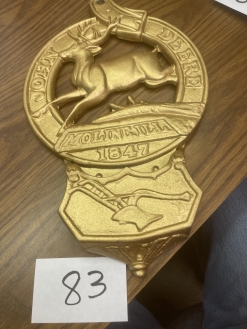 JOHN DEERE
MOLINE ILL
1847
83